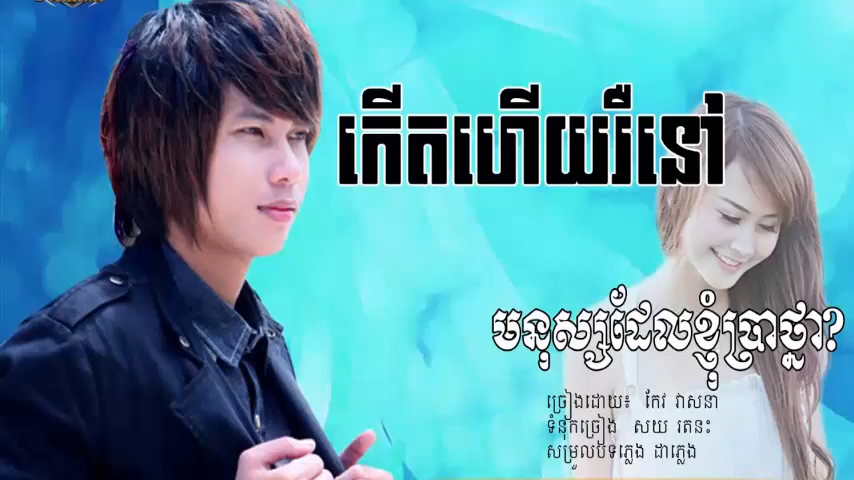 កើតហើយរឺនៅ
មនុស្សដែលខ្ញុំប្រាថ្នា?
ច្រៀងដោយ៖ កែវ វាសនា
ទំនុកច្រៀង សយ រតនះ
សម្រួលបទភ្លេង ដាភ្លេង